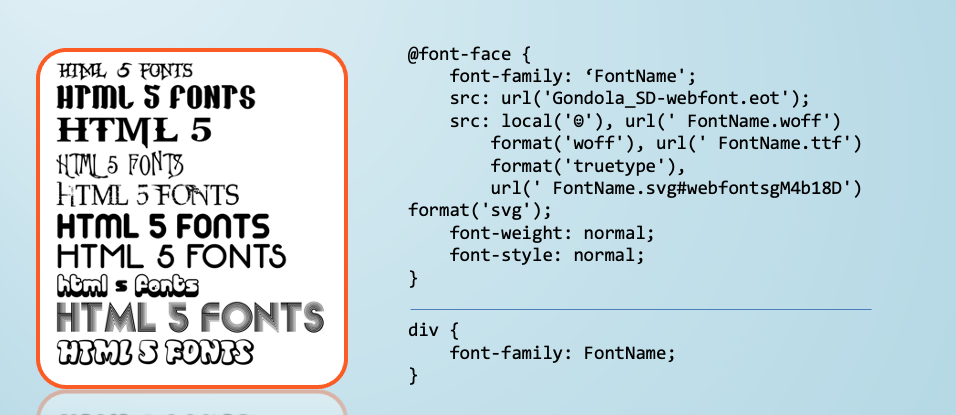 HTML 5 FONTS
HTML 5 FONTS
HTML 5
HTML 5 FONTS
HTML 5 FONTS
HTML 5 FONTS
HTML 5 FONTS
html 5 fonts
HTML 5 FONTS
HTML 5 FONTS
@font-face {
    font-family: ‘FontName';
    src: url('Gondola_SD-webfont.eot');
    src: local('☺'), url(' FontName.woff')
        format('woff'), url(' FontName.ttf')
        format('truetype'),
        url(' FontName.svg#webfontsgM4b18D')
format('svg');
    font-weight: normal;
    font-style: normal;
}
div {
    font-family: FontName;
}